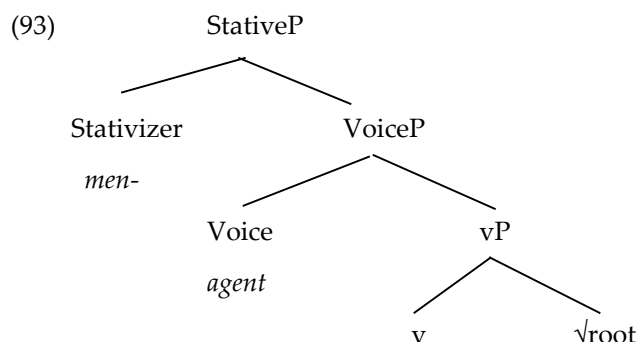 (93) StativeP
Stativizer VoiceP
men-
Voice vP
agent
v √root